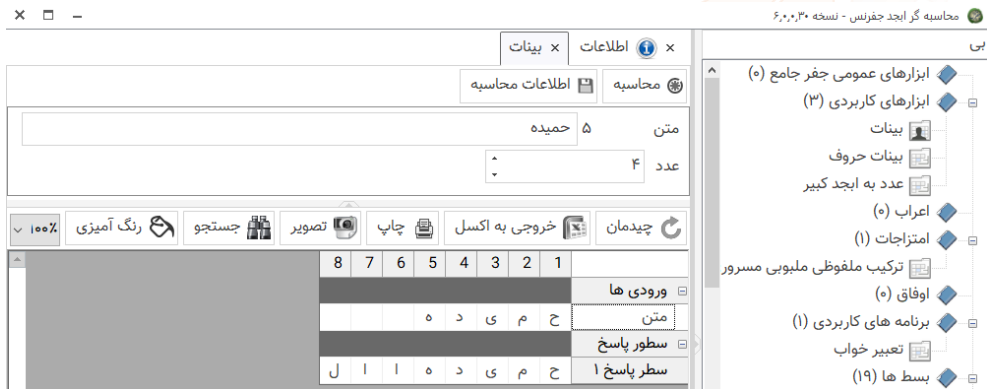 محاسبه گر ابجد جفرنس - نسخه ۶٫۰٫۰٫۳۰
بی
ابزارهای عمومی جفر جامع (۰)
ابزارهای کاربردی (۳)
بینات
بینات حروف
عدد به ابجد کبیر
اعراب (۰)
امتزاجات (۱)
ترکیب ملفوظی ملبوبی مسرور
اوفاق (۰)
برنامه های کاربردی (۱)
تعبیر خواب
بسط ها (۱۹)
اطلاعات × بینات ×
محاسبه اطلاعات محاسبه
متن ۵ حمیده
عدد ۴
چیدمان خروجی به اکسل چاپ تصویر جستجو رنگ آمیزی ۱۰۰٪
1 2 3 4 5 6 7 8
ورودی ها
متن ح م ی د ه
سطور پاسخ
سطر پاسخ ۱ ح م ی د ه ا ا ل